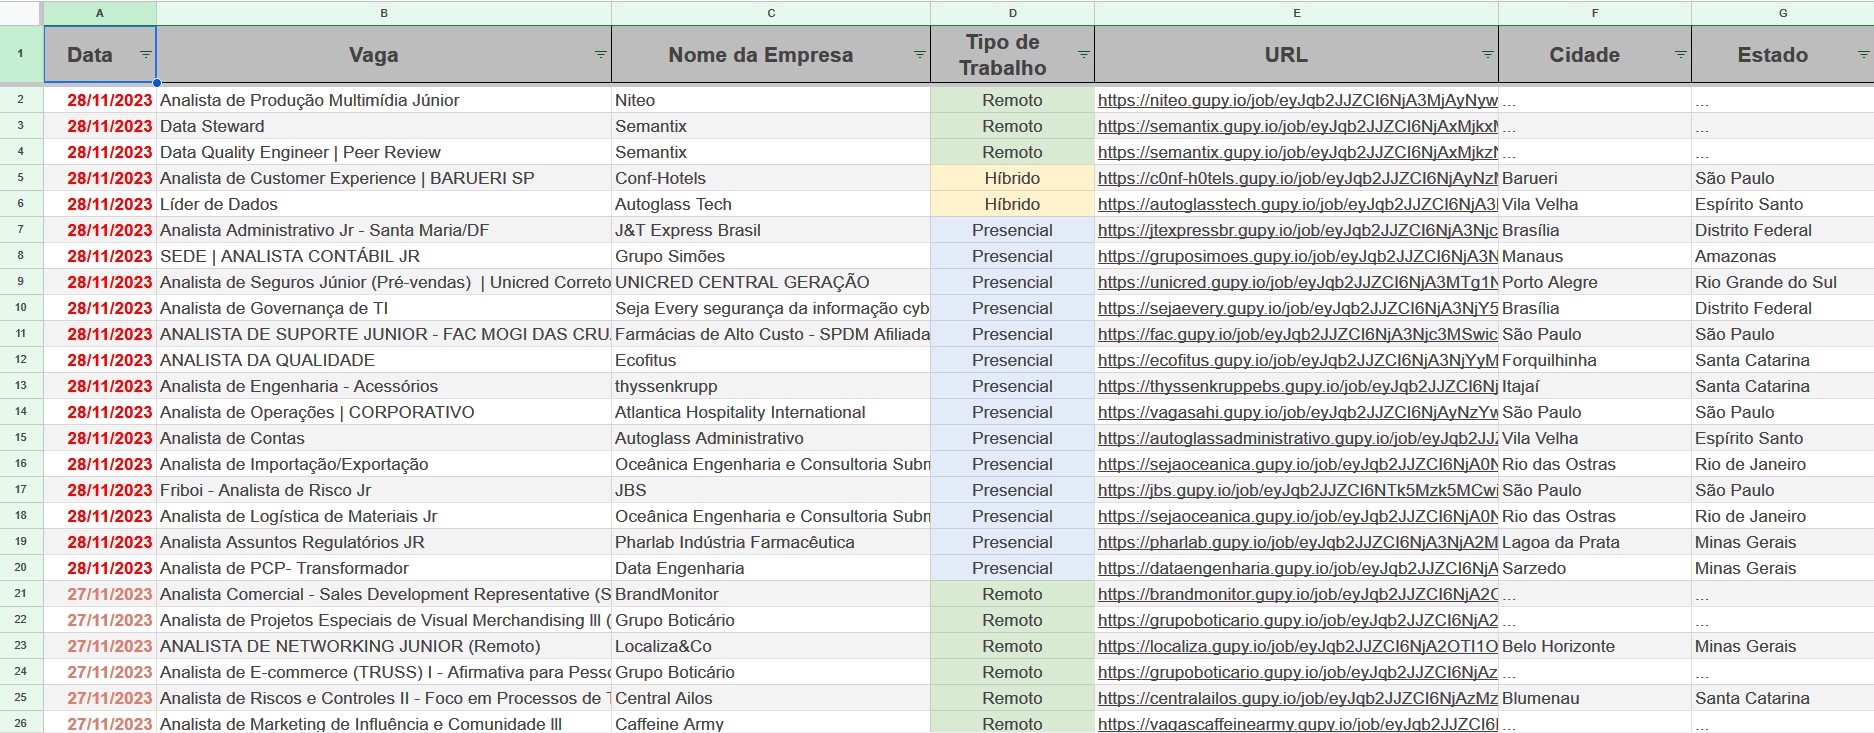 A B C D E F G
1 Data Vaga Nome da Empresa Tipo de Trabalho URL Cidade Estado
2 28/11/2023 Analista de Produção Multimídia Júnior Niteo Remoto https://niteo.gupy.io/job/eyJqb2JJZCI6NjA3MjAyNyw ... ...
3 28/11/2023 Data Steward Semantix Remoto https://semantix.gupy.io/job/eyJqb2JJZCI6NjAxMjkxM ... ...
4 28/11/2023 Data Quality Engineer | Peer Review Semantix Remoto https://semantix.gupy.io/job/eyJqb2JJZCI6NjAxMjkzN ... ...
5 28/11/2023 Analista de Customer Experience | BARUERI SP Conf-Hotels Híbrido https://c0nf-h0tels.gupy.io/job/eyJqb2JJZCI6NjAyNzM Barueri São Paulo
6 28/11/2023 Líder de Dados Autoglass Tech Híbrido https://autoglasstech.gupy.io/job/eyJqb2JJZCI6NjA3 Vila Velha Espírito Santo
7 28/11/2023 Analista Administrativo Jr - Santa Maria/DF J&T Express Brasil Presencial https://jtexpressbr.gupy.io/job/eyJqb2JJZCI6NjA3Njc Brasília Distrito Federal
8 28/11/2023 SEDE | ANALISTA CONTÁBIL JR Grupo Simões Presencial https://gruposimoes.gupy.io/job/eyJqb2JJZCI6NjA3N Manaus Amazonas
9 28/11/2023 Analista de Seguros Júnior (Pré-vendas) | Unicred Correto UNICRED CENTRAL GERAÇÃO Presencial https://unicred.gupy.io/job/eyJqb2JJZCI6NjA3MTg1N Porto Alegre Rio Grande do Sul
10 28/11/2023 Analista de Governança de TI Seja Every segurança da informação cyb Presencial https://sejaevery.gupy.io/job/eyJqb2JJZCI6NjA3NjY5 Brasília Distrito Federal
11 28/11/2023 ANALISTA DE SUPORTE JUNIOR - FAC MOGI DAS CRU Farmácias de Alto Custo - SPDM Afiliada Presencial https://fac.gupy.io/job/eyJqb2JJZCI6NjA3Njc3MSwic São Paulo São Paulo
12 28/11/2023 ANALISTA DA QUALIDADE Ecofitus Presencial https://ecofitus.gupy.io/job/eyJqb2JJZCI6NjA3NjYyM Forquilhinha Santa Catarina
13 28/11/2023 Analista de Engenharia - Acessórios thyssenkrupp Presencial https://thyssenkruppebs.gupy.io/job/eyJqb2JJZCI6Nj Itajaí Santa Catarina
14 28/11/2023 Analista de Operações | CORPORATIVO Atlantica Hospitality International Presencial https://vagasahi.gupy.io/job/eyJqb2JJZCI6NjAyNzYw São Paulo São Paulo
15 28/11/2023 Analista de Contas Autoglass Administrativo Presencial https://autoglassadministrativo.gupy.io/job/eyJqb2JJZ Vila Velha Espírito Santo
16 28/11/2023 Analista de Importação/Exportação Oceânica Engenharia e Consultoria Subm Presencial https://sejaoceanica.gupy.io/job/eyJqb2JJZCI6NjA0N Rio das Ostras Rio de Janeiro
17 28/11/2023 Friboi - Analista de Risco Jr JBS Presencial https://jbs.gupy.io/job/eyJqb2JJZCI6NTk5Mzk5MCwi São Paulo São Paulo
18 28/11/2023 Analista de Logística de Materiais Jr Oceânica Engenharia e Consultoria Subm Presencial https://sejaoceanica.gupy.io/job/eyJqb2JJZCI6NjA0N Rio das Ostras Rio de Janeiro
19 28/11/2023 Analista Assuntos Regulatórios JR Pharlab Indústria Farmacêutica Presencial https://pharlab.gupy.io/job/eyJqb2JJZCI6NjA3NjA2M Lagoa da Prata Minas Gerais
20 28/11/2023 Analista de PCP- Transformador Data Engenharia Presencial https://dataengenharia.gupy.io/job/eyJqb2JJZCI6NjA Sarzedo Minas Gerais
21 27/11/2023 Analista Comercial - Sales Development Representative (S BrandMonitor Remoto https://brandmonitor.gupy.io/job/eyJqb2JJZCI6NjA2C ... ...
22 27/11/2023 Analista de Projetos Especiais de Visual Merchandising III ( Grupo Boticário Remoto https://grupoboticario.gupy.io/job/eyJqb2JJZCI6NjA2 ... ...
23 27/11/2023 ANALISTA DE NETWORKING JUNIOR (Remoto) Localiza&Co Remoto https://localiza.gupy.io/job/eyJqb2JJZCI6NjA2OTI1O Belo Horizonte Minas Gerais
24 27/11/2023 Analista de E-commerce (TRUSS) I - Afirmativa para Pesso Grupo Boticário Remoto https://grupoboticario.gupy.io/job/eyJqb2JJZCI6NjAz ... ...
25 27/11/2023 Analista de Riscos e Controles II - Foco em Processos de T Central Ailos Remoto https://centralailos.gupy.io/job/eyJqb2JJZCI6NjAzMz Blumenau Santa Catarina
26 27/11/2023 Analista de Marketing de Influência e Comunidade III Caffeine Army Remoto https://vagascaffeinearmy.gupy.io/job/eyJqb2JJZCI6 ... ...